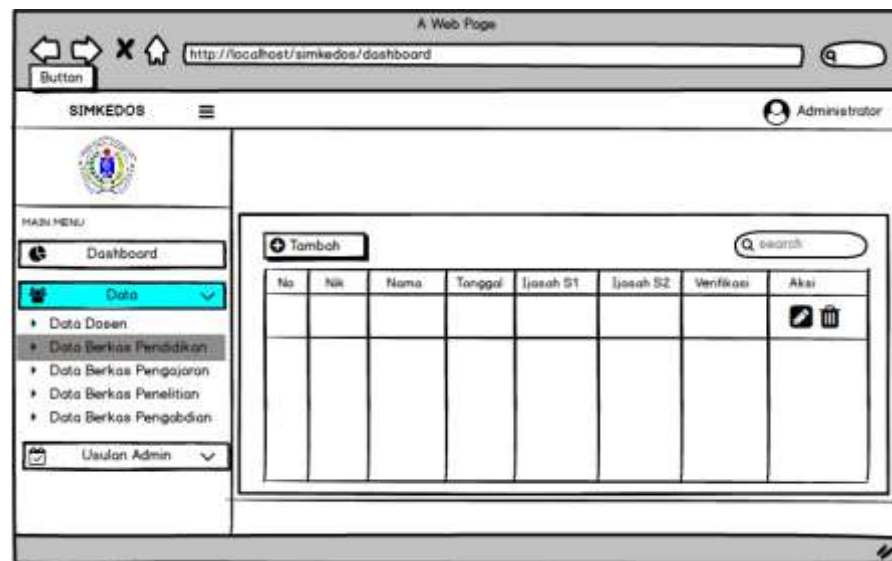 A Web Page
http://localhost/simkedos/dashboard
Button
SIMKEDOS
Administrator
MAIN MENU
Dashboard
Data
Data Dosen
Data Berkas Pendidikan
Data Berkas Pengajaran
Data Berkas Penelitian
Data Berkas Pengabdian
Usulan Admin
Tambah
search
No Nik Nama Tanggal Ijasah S1 Ijasah S2 Verifikasi Aksi